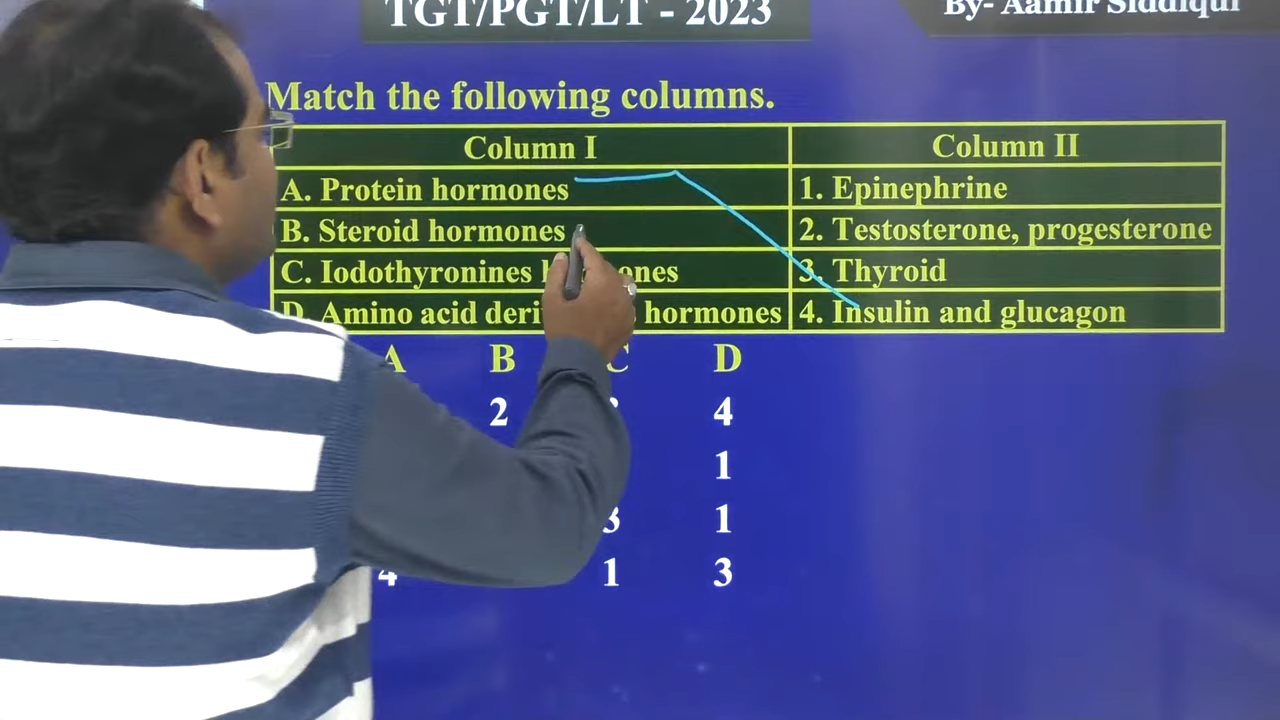 TGT/PGT/LT - 2023
By- Aamir Siddiqui
Match the following columns.
Column I Column II
A. Protein hormones 1. Epinephrine
B. Steroid hormones 2. Testosterone, progesterone
C. Iodothyronines 3. Thyroid
D. Amino acid hormones 4. Insulin and glucagon
A B C D
2 4
1
3 1
4 1 3